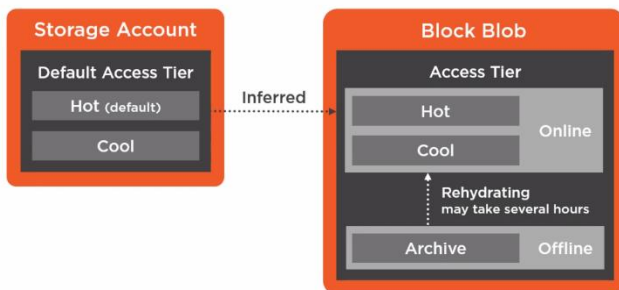 Storage Account
Default Access Tier
Hot (default)
Cool
Inferred
Block Blob
Access Tier
Hot
Cool
Online
Rehydrating
may take several hours
Archive
Offline